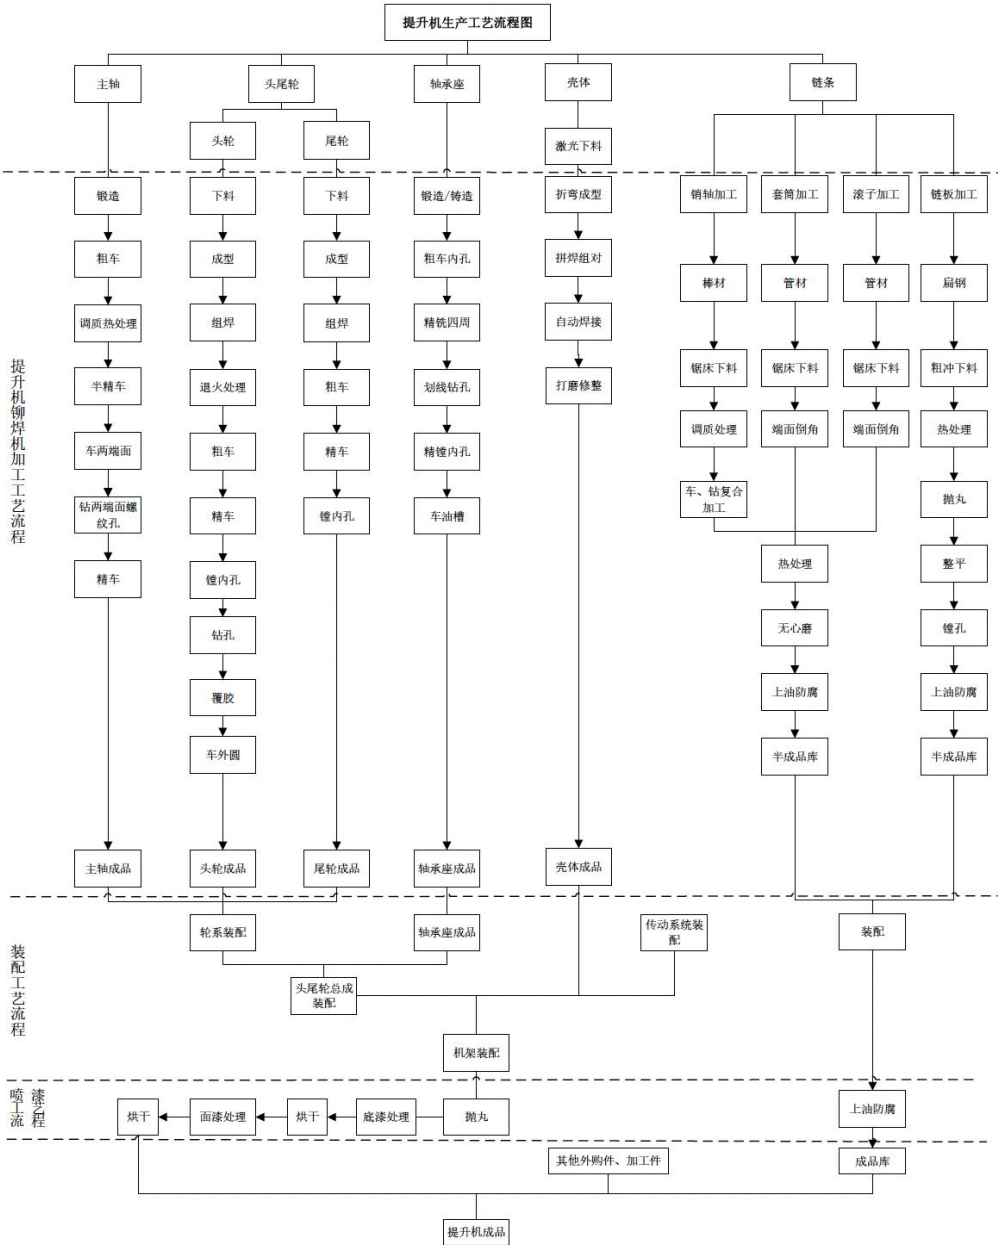 提升机生产工艺流程图
主轴
头尾轮
轴承座
壳体
链条
头轮
尾轮
激光下料
提升机铆焊机加工工艺流程
锻造
下料
下料
锻造/铸造
折弯成型
销轴加工
套筒加工
滚子加工
链板加工
粗车
成型
成型
粗车内孔
拼焊组对
棒材
管材
管材
扁钢
调质热处理
组焊
组焊
精铣四周
自动焊接
半精车
退火处理
粗车
划线钻孔
打磨修整
锯床下料
锯床下料
锯床下料
粗冲下料
车两端面
粗车
精车
精镗内孔
调质处理
端面倒角
端面倒角
热处理
钻两端面螺
纹孔
精车
镗内孔
车油槽
车、钻复合
加工
抛丸
精车
镗内孔
热处理
整平
钻孔
无心磨
镗孔
覆胶
上油防腐
上油防腐
车外圆
半成品库
半成品库
主轴成品
头轮成品
尾轮成品
轴承座成品
壳体成品
装配工艺流程
轮系装配
轴承座成品
传动系统装
配
装配
头尾轮总成
装配
机架装配
喷漆
工艺
流程
烘干
面漆处理
烘干
底漆处理
抛丸
上油防腐
其他外购件、加工件
成品库
提升机成品